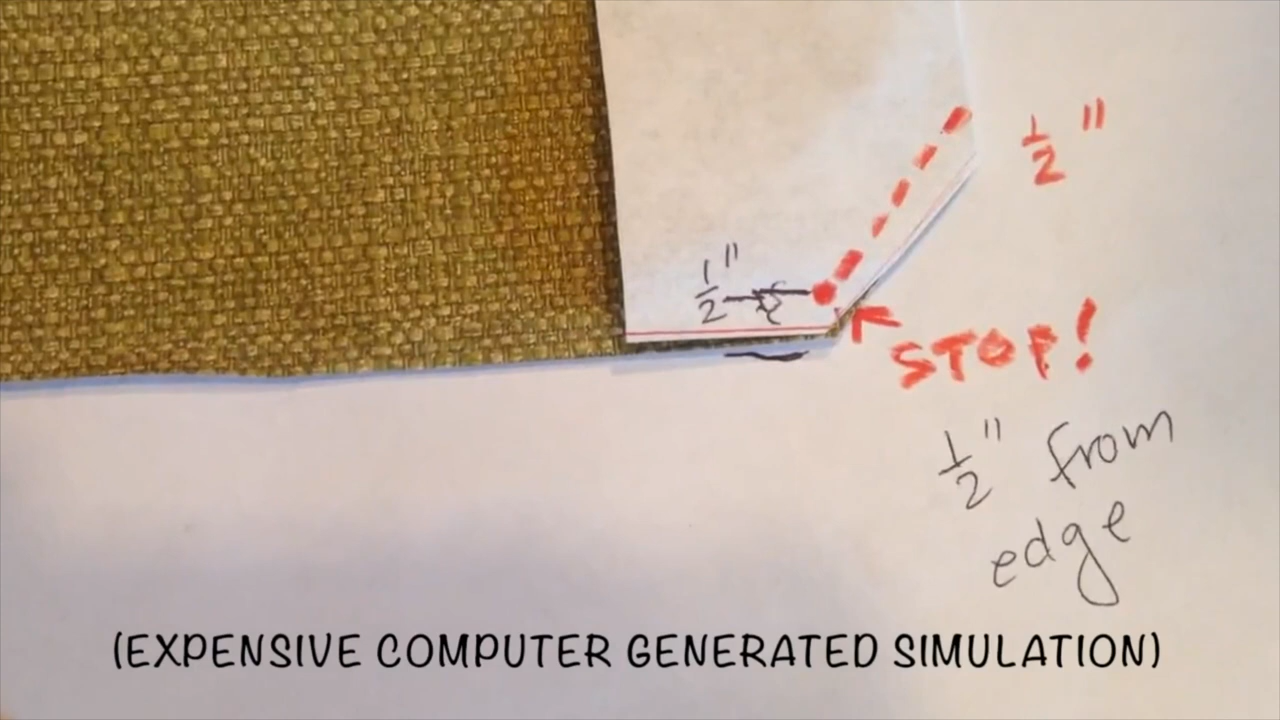 1/2"
1/2"
STOP!
1/2" from
edge
(EXPENSIVE COMPUTER GENERATED SIMULATION)